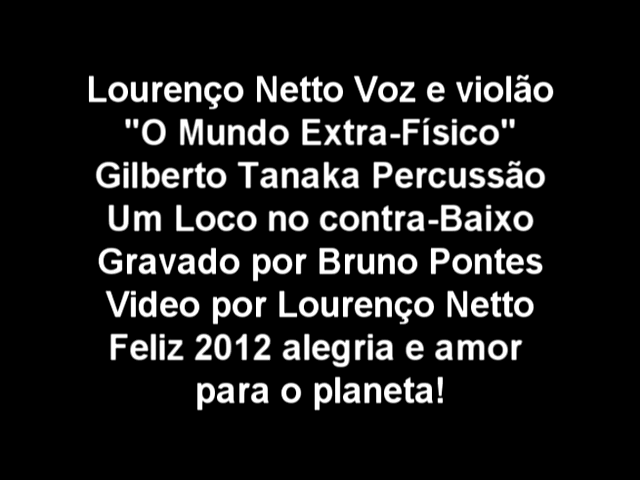 Lourenço Netto Voz e violão
"O Mundo Extra-Físico"
Gilberto Tanaka Percussão
Um Loco no contra-Baixo
Gravado por Bruno Pontes
Video por Lourenço Netto
Feliz 2012 alegria e amor
para o planeta!